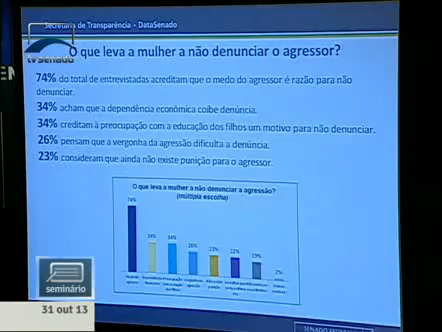 Secretaria de Transparência - DataSenado
tv senado
O que leva a mulher a não denunciar o agressor?
74% do total de entrevistadas acreditam que o medo do agressor é razão para não
denunciar.
34% acham que a dependência econômica coíbe denúncia.
34% creditam à preocupação com a educação dos filhos um motivo para não denunciar.
26% pensam que a vergonha da agressão dificulta a denúncia.
23% consideram que ainda não existe punição para o agressor.
O que leva a mulher a não denunciar a agressão?
(múltipla escolha)
74%
34%
34%
26%
23%
22%
19%
2%
seminário
31 out 13